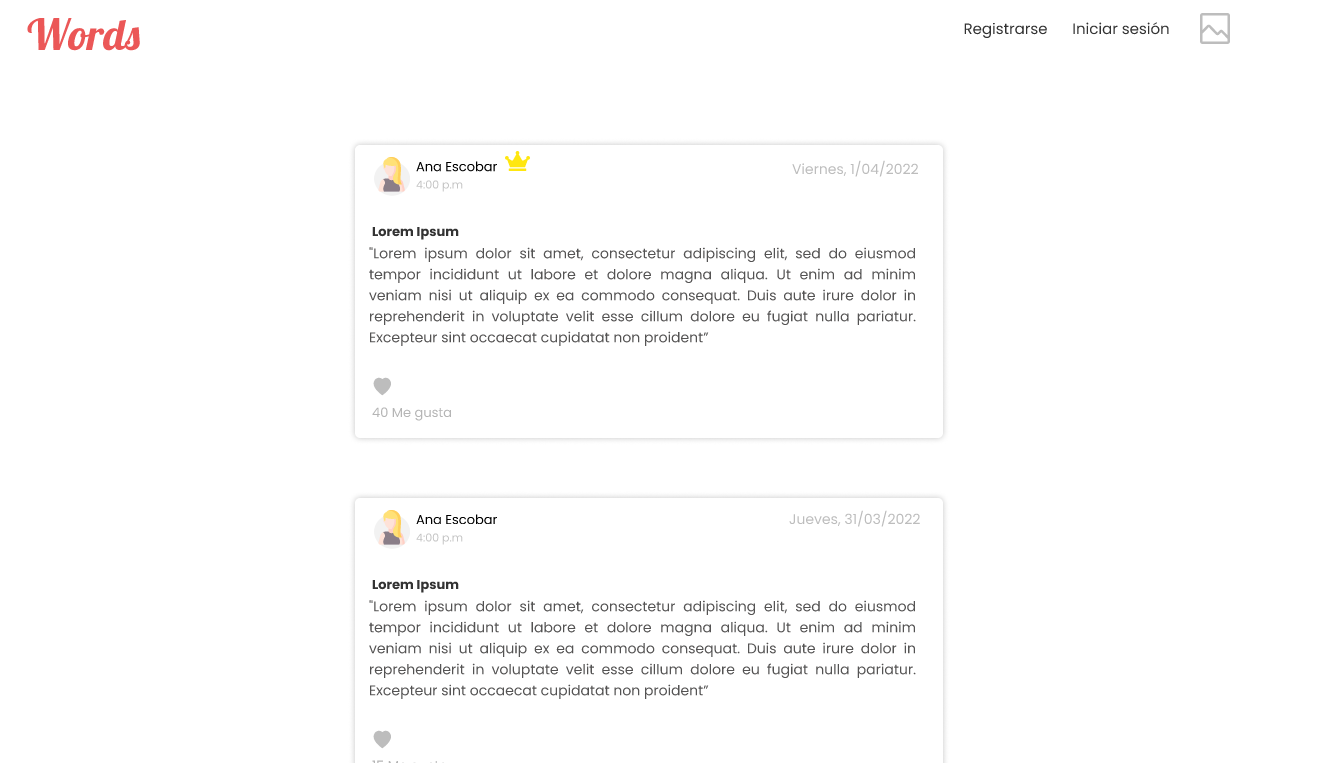 Words
Registrarse
Iniciar sesión
Ana Escobar
4:00 p.m
Viernes, 1/04/2022
Lorem Ipsum
"Lorem ipsum dolor sit amet, consectetur adipiscing elit, sed do eiusmod
tempor incididunt ut labore et dolore magna aliqua. Ut enim ad minim
veniam nisi ut aliquip ex ea commodo consequat. Duis aute irure dolor in
reprehenderit in voluptate velit esse cillum dolore eu fugiat nulla pariatur.
Excepteur sint occaecat cupidatat non proident”
40 Me gusta
Ana Escobar
4:00 p.m
Jueves, 31/03/2022
Lorem Ipsum
"Lorem ipsum dolor sit amet, consectetur adipiscing elit, sed do eiusmod
tempor incididunt ut labore et dolore magna aliqua. Ut enim ad minim
veniam nisi ut aliquip ex ea commodo consequat. Duis aute irure dolor in
reprehenderit in voluptate velit esse cillum dolore eu fugiat nulla pariatur.
Excepteur sint occaecat cupidatat non proident”